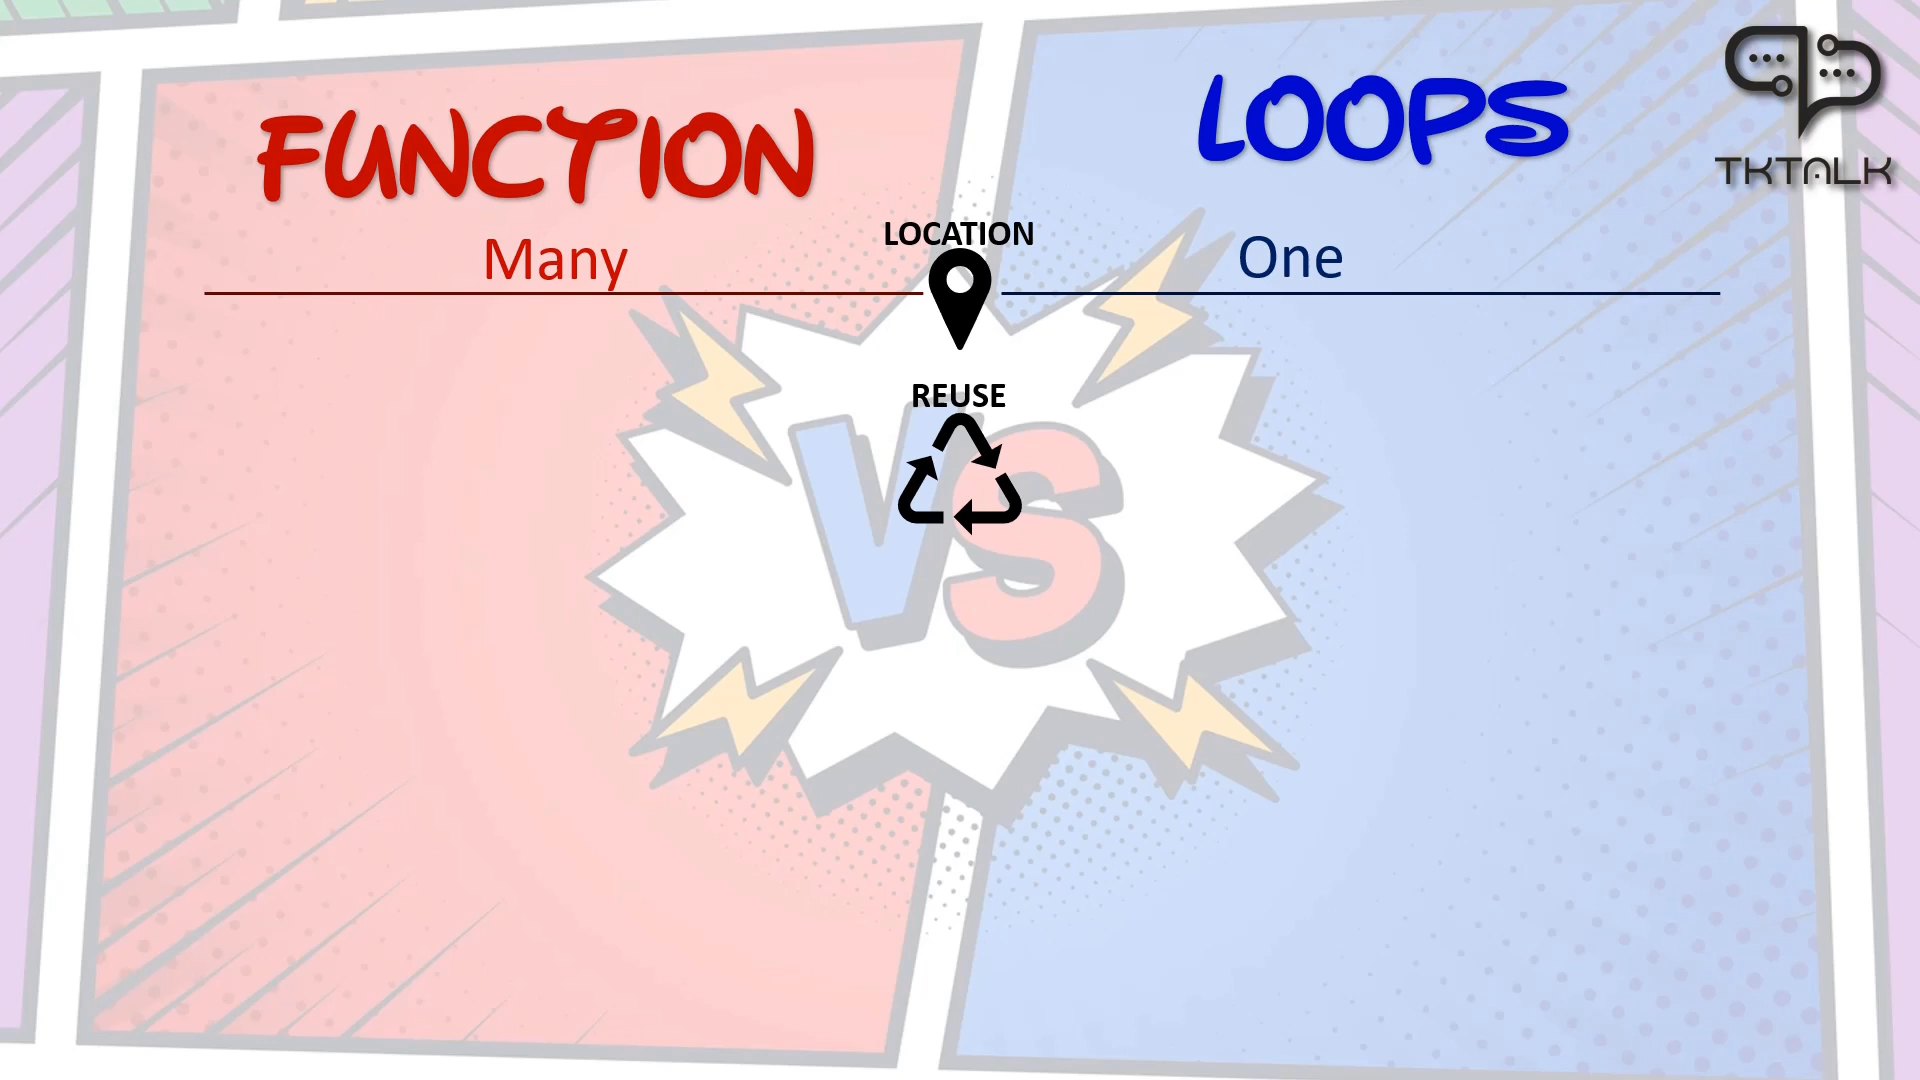 FUNCTION
LOOPS
TKTALK
LOCATION
Many
One
REUSE
VS